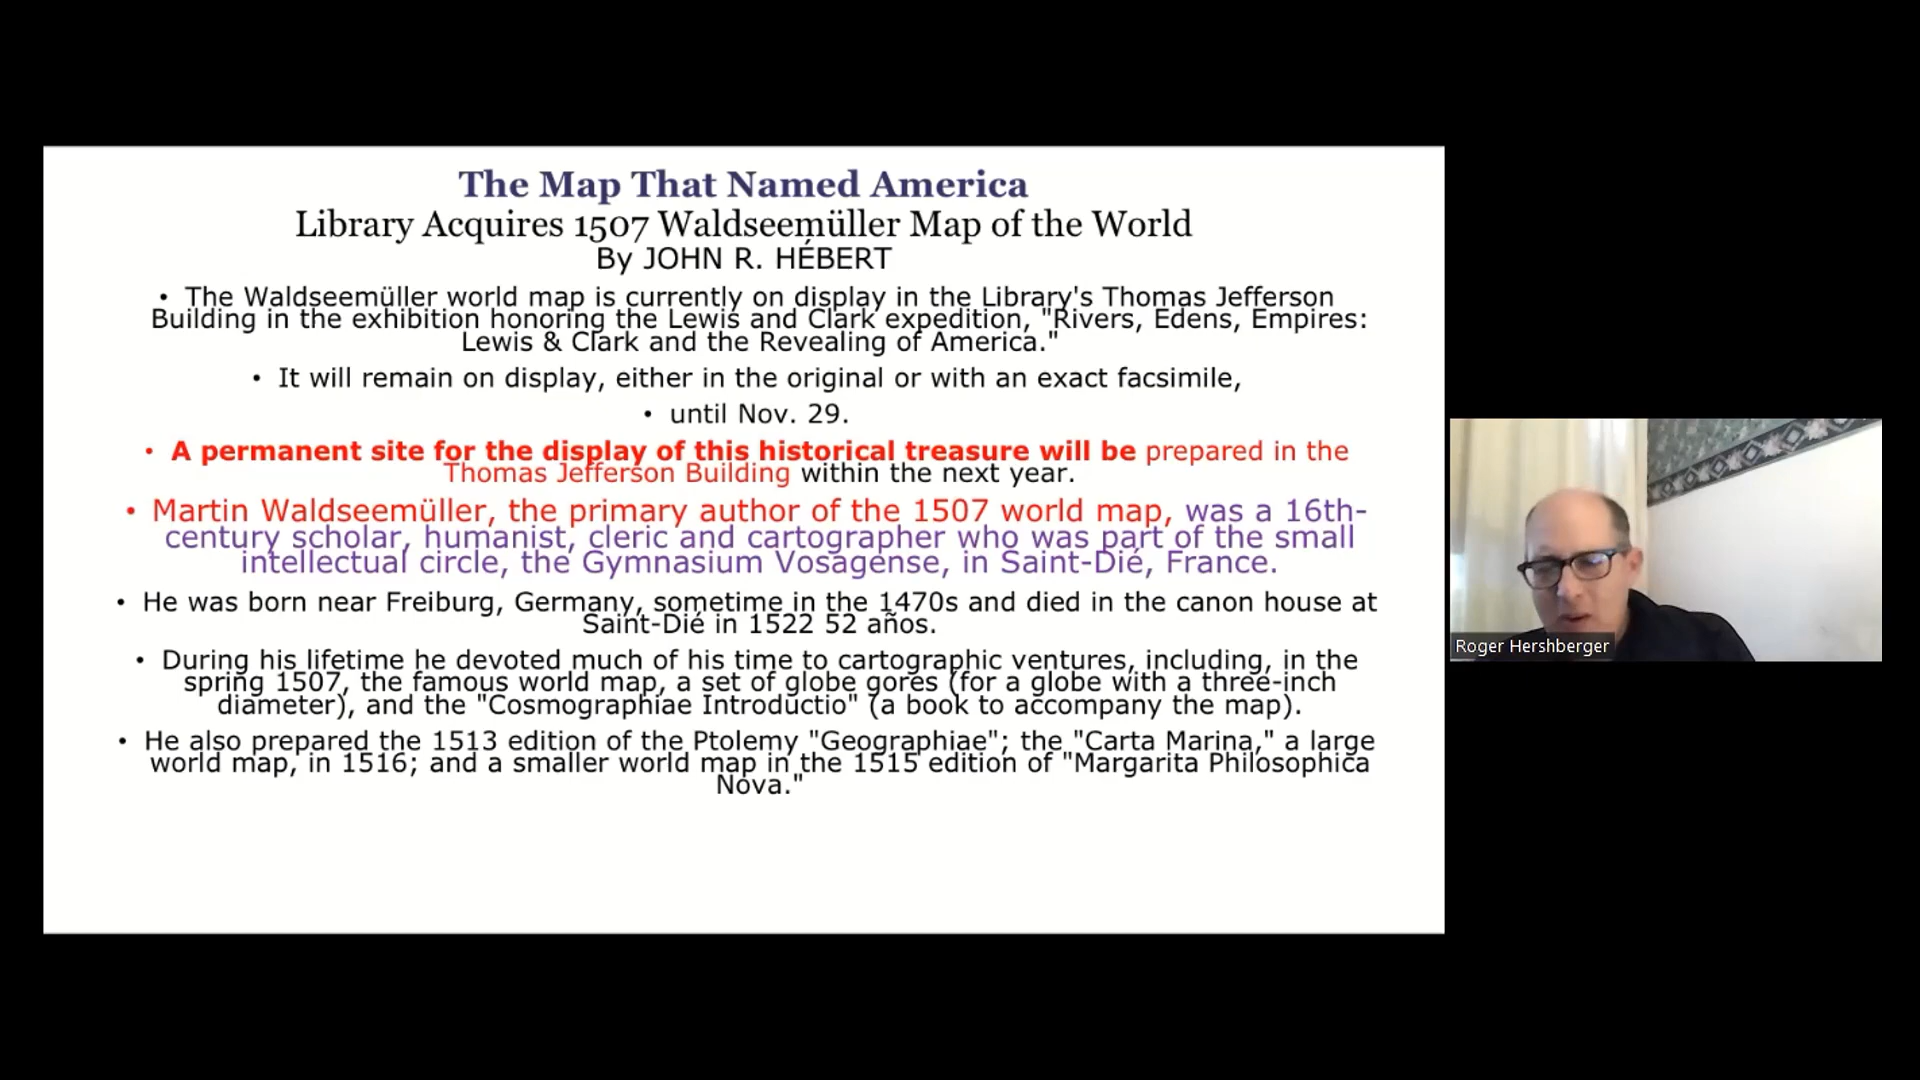 The Map That Named America
Library Acquires 1507 Waldseemüller Map of the World
By JOHN R. HÉBERT
• The Waldseemüller world map is currently on display in the Library's Thomas Jefferson
Building in the exhibition honoring the Lewis and Clark expedition, "Rivers, Edens, Empires:
Lewis & Clark and the Revealing of America."
• It will remain on display, either in the original or with an exact facsimile,
• until Nov. 29.
• A permanent site for the display of this historical treasure will be prepared in the
Thomas Jefferson Building within the next year.
• Martin Waldseemüller, the primary author of the 1507 world map, was a 16th-
century scholar, humanist, cleric and cartographer who was part of the small
intellectual circle, the Gymnasium Vosagense, in Saint-Dié, France.
• He was born near Freiburg, Germany, sometime in the 1470s and died in the canon house at
Saint-Dié in 1522 52 años.
• During his lifetime he devoted much of his time to cartographic ventures, including, in the
spring 1507, the famous world map, a set of globe gores (for a globe with a three-inch
diameter), and the "Cosmographiae Introductio" (a book to accompany the map).
• He also prepared the 1513 edition of the Ptolemy "Geographiae"; the "Carta Marina," a large
world map, in 1516; and a smaller world map in the 1515 edition of "Margarita Philosophica
Nova."
Roger Hershberger